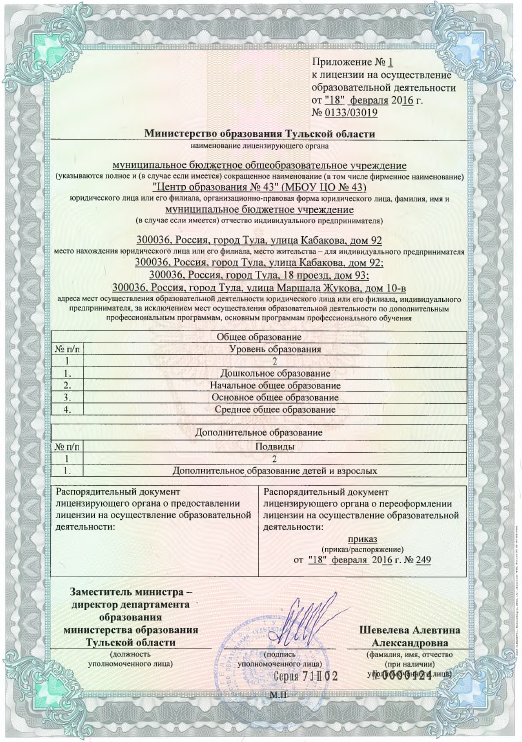 Приложение № 1
к лицензии на осуществление
образовательной деятельности
от "18" февраля 2016 г.
№ 0133/03019
Министерство образования Тульской области
наименование лицензирующего органа
муниципальное бюджетное общеобразовательное учреждение
(указываются полное и (в случае если имеется) сокращенное наименование (в том числе фирменное наименование)
"Центр образования № 43" (МБОУ ЦО № 43)
юридического лица или его филиала, организационно-правовая форма юридического лица, фамилия, имя и
муниципальное бюджетное учреждение
(в случае если имеется) отчество индивидуального предпринимателя)
300036, Россия, город Тула, улица Кабакова, дом 92
место нахождения юридического лица или его филиала, место жительства – для индивидуального предпринимателя
300036, Россия, город Тула, улица Кабакова, дом 92;
300036, Россия, город Тула, 18 проезд, дом 93;
300036, Россия, город Тула, улица Маршала Жукова, дом 10-в
адреса мест осуществления образовательной деятельности юридического лица или его филиала, индивидуального
предпринимателя, за исключением мест осуществления образовательной деятельности по дополнительным
профессиональным программам, основным программам профессионального обучения
Общее образование
№ п/п Уровень образования
1 2
1. Дошкольное образование
2. Начальное общее образование
3. Основное общее образование
4. Среднее общее образование
Дополнительное образование
№ п/п Подвиды
1 2
1. Дополнительное образование детей и взрослых
Распорядительный документ
лицензирующего органа о предоставлении
лицензии на осуществление образовательной
деятельности:
Распорядительный документ
лицензирующего органа о переоформлении
лицензии на осуществление образовательной
деятельности:
приказ
(приказ/распоряжение)
от "18" февраля 2016 г. № 249
Заместитель министра –
директор департамента
образования
министерства образования
Тульской области
(должность
уполномоченного лица)
(подпись
уполномоченного лица)
Шевелева Алевтина
Александровна
(фамилия, имя, отчество
(при наличии)
уполномоченного лица)
Серия 71П02
№0000124
М.П.